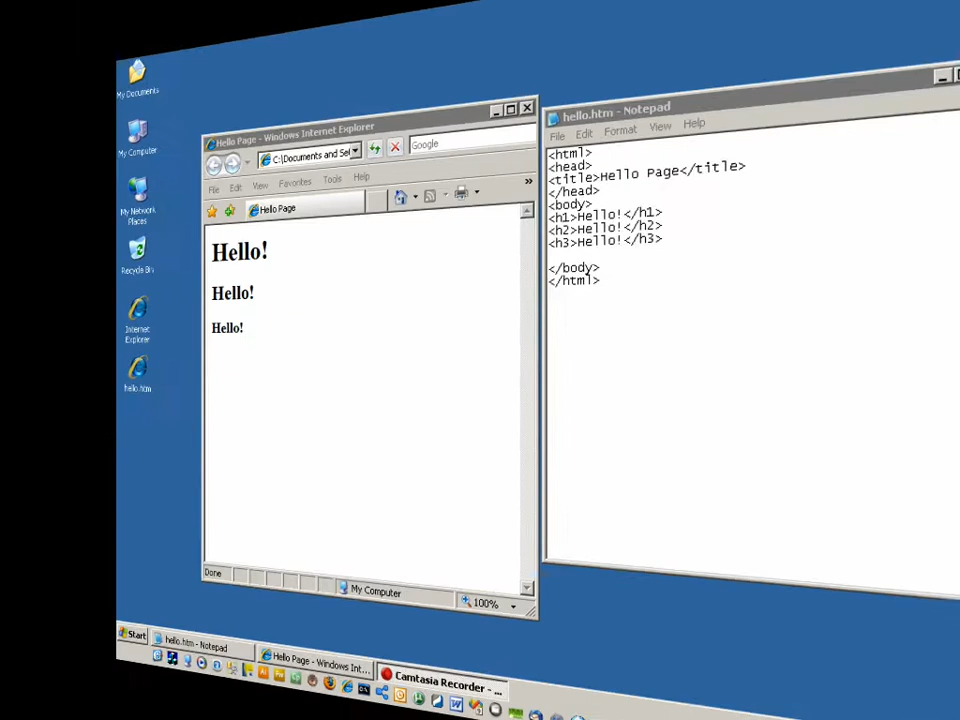 My Documents
My Computer
My Network
Places
Recycle Bin
Internet
Explorer
hello.htm
Hello Page - Windows Internet Explorer
C:\Documents and Set
Google
File Edit View Favorites Tools Help
»
Hello Page
Hello!
Hello!
Hello!
Done
My Computer
100%
hello.htm - Notepad
File Edit Format View Help
<html>
<head>
<title>Hello Page</title>
</head>
<body>
<h1>Hello!</h1>
<h2>Hello!</h2>
<h3>Hello!</h3>
</body>
</html>
Start
hello.htm - Notepad
Hello Page - Windows Int...
Camtasia Recorder - ...